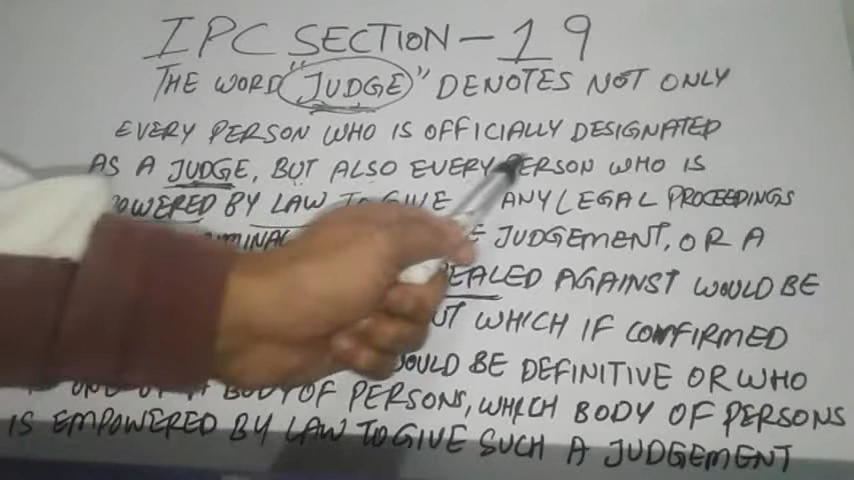 IPC SECTION - 19
THE WORD "JUDGE" DENOTES NOT ONLY
EVERY PERSON WHO IS OFFICIALLY DESIGNATED
AS A JUDGE, BUT ALSO EVERY PERSON WHO IS
POWERED BY LAW TO GIVE ANY LEGAL PROCEEDINGS
JUDGEMENT, OR A
EALED AGAINST WOULD BE
WHICH IF CONFIRMED
OULD BE DEFINITIVE OR WHO
BODY OF PERSONS, WHICH BODY OF PERSONS
IS EMPOWERED BY LAW TO GIVE SUCH A JUDGEMENT